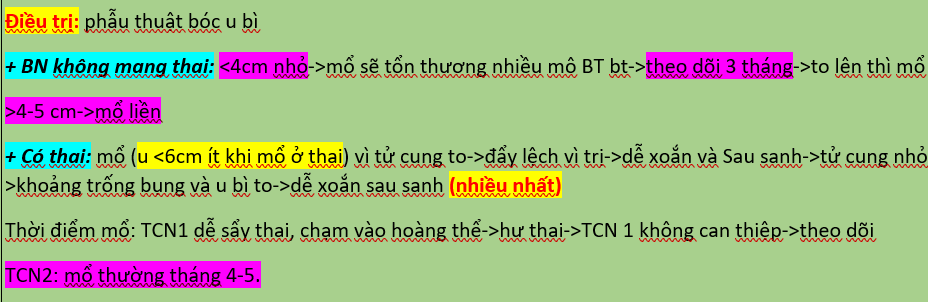 Điều trị: phẫu thuật bóc u bì
+ BN không mang thai: <4cm nhỏ->mổ sẽ tổn thương nhiều mô BT bt->theo dõi 3 tháng->to lên thì mổ
>4-5 cm->mổ liền
+ Có thai: mổ (u <6cm ít khi mổ ở thai) vì tử cung to->đẩy lệch vì tri->dễ xoắn và Sau sanh->tử cung nhỏ
>khoảng trống bụng và u bì to->dễ xoắn sau sanh (nhiều nhất)
Thời điểm mổ: TCN1 dễ sẩy thai, chạm vào hoàng thể->hư thai->TCN 1 không can thiệp->theo dõi
TCN2: mổ thường tháng 4-5.